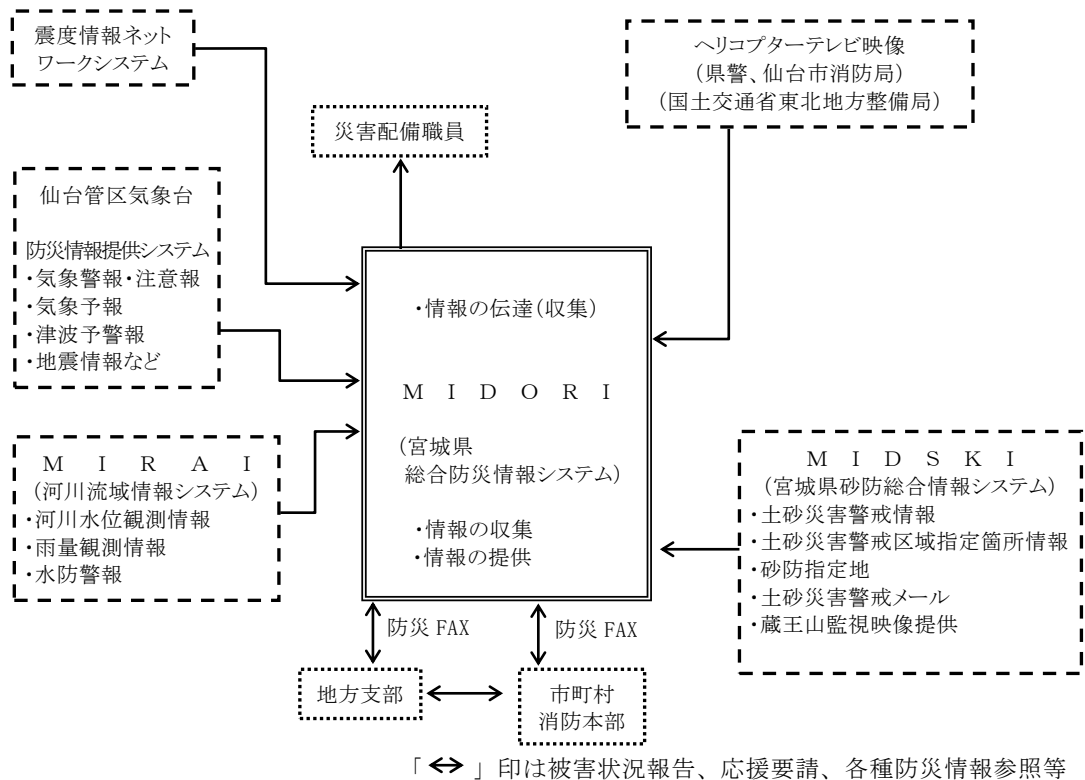 震度情報ネット
ワークシステム
ヘリコプターテレビ映像
(県警、仙台市消防局)
(国土交通省東北地方整備局)
災害配備職員
仙台管区気象台
防災情報提供システム
・気象警報・注意報
・気象予報
・津波予警報
・地震情報など
・情報の伝達(収集)
M I D O R I
(宮城県
総合防災情報システム)
・情報の収集
・情報の提供
M I R A I
(河川流域情報システム)
・河川水位観測情報
・雨量観測情報
・水防警報
M I D S K I
(宮城県砂防総合情報システム)
・土砂災害警戒情報
・土砂災害警戒区域指定箇所情報
・砂防指定地
・土砂災害警戒メール
・蔵王山監視映像提供
防災 FAX
防災 FAX
地方支部
市町村
消防本部
「 ↔ 」印は被害状況報告、応援要請、各種防災情報参照等